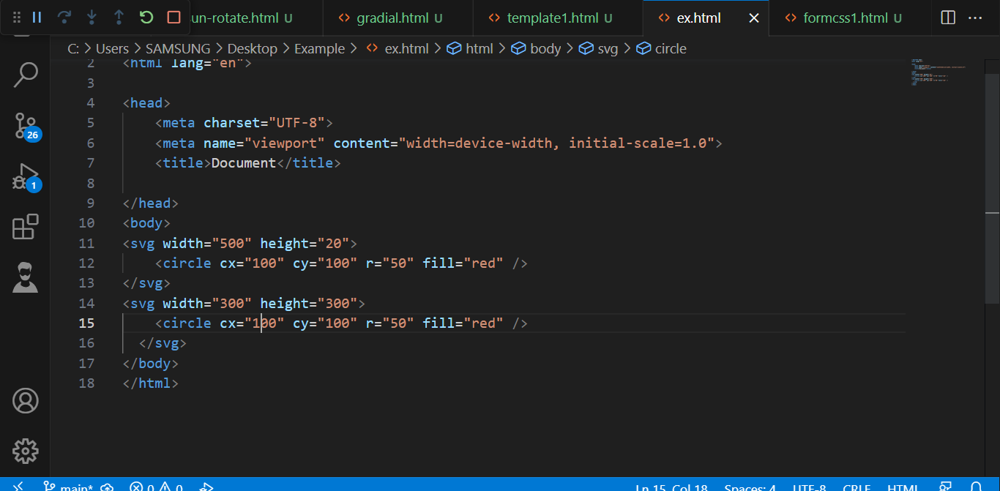 sun-rotate.html U
gradial.html U
template1.html U
ex.html
formcss1.html U
C: > Users > SAMSUNG > Desktop > Example > ex.html > html > body > svg > circle
2 <html lang="en">
3
4 <head>
5 <meta charset="UTF-8">
6 <meta name="viewport" content="width=device-width, initial-scale=1.0">
7 <title>Document</title>
8
9 </head>
10 <body>
11 <svg width="500" height="20">
12 <circle cx="100" cy="100" r="50" fill="red" />
13 </svg>
14 <svg width="300" height="300">
15 <circle cx="100" cy="100" r="50" fill="red" />
16 </svg>
17 </body>
18 </html>
26
1
main* 0 0 Ln 15, Col 18 Spaces: 4 UTF-8 CRLF HTML